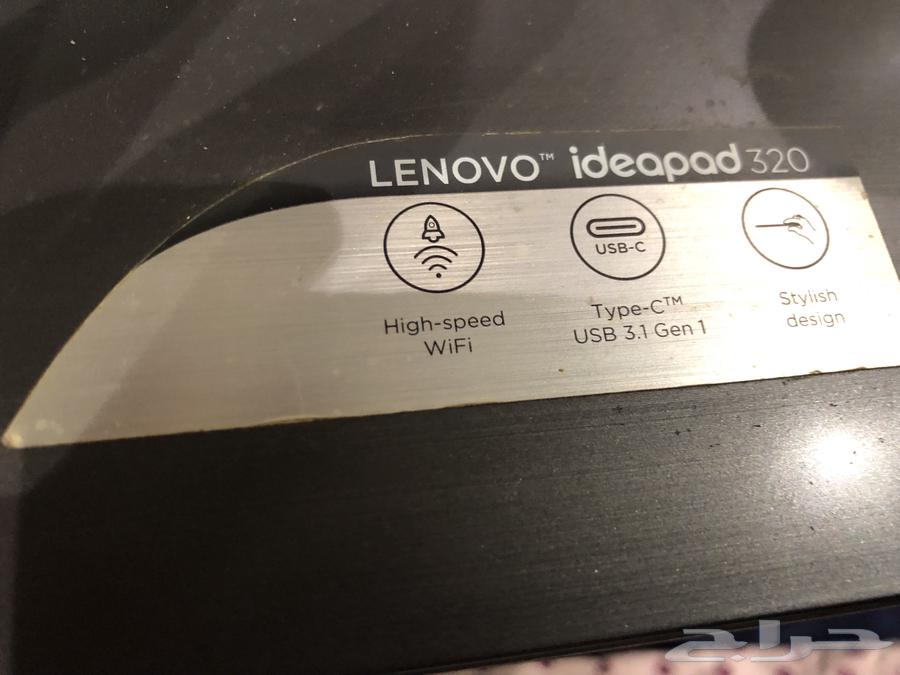 LENOVO™ ideapad 320
USB-C
High-speed
WiFi
Type-C™
USB 3.1 Gen 1
Stylish
design
حراج